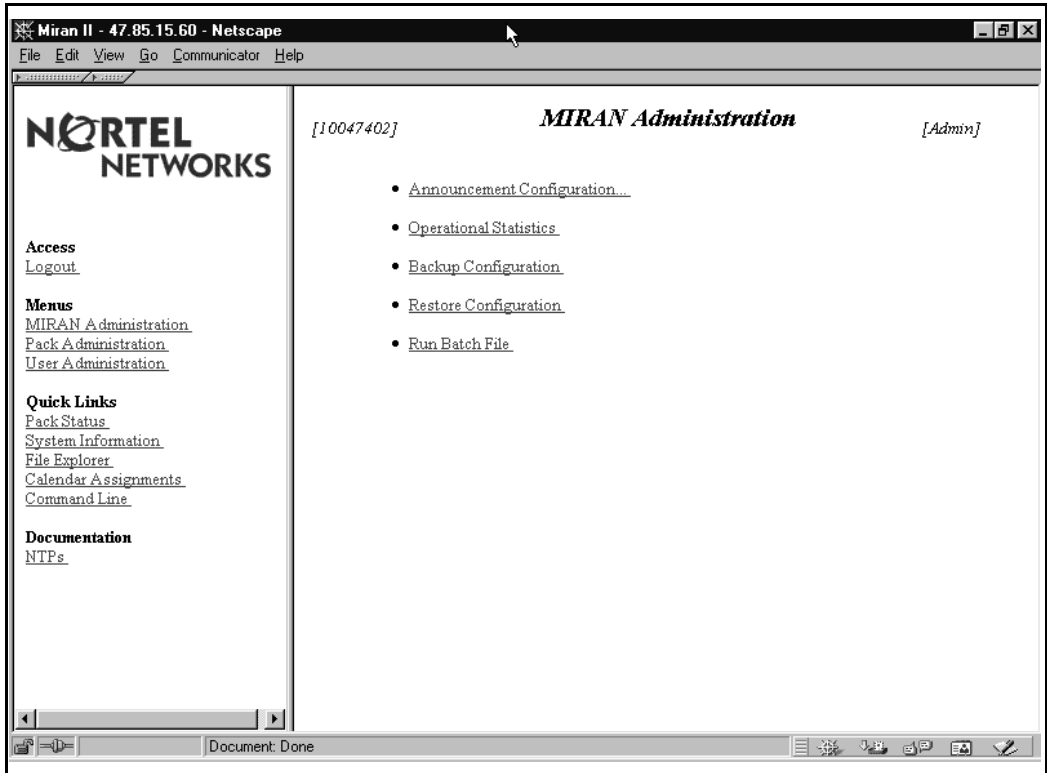 Miran II - 47.85.15.60 - Netscape
File Edit View Go Communicator Help
NORTEL
NETWORKS
Access
Logout
Menus
MIRAN Administration
Pack Administration
User Administration
Quick Links
Pack Status
System Information
File Explorer
Calendar Assignments
Command Line
Documentation
NTPs
[10047402] MIRAN Administration [Admin]
• Announcement Configuration...
• Operational Statistics
• Backup Configuration
• Restore Configuration
• Run Batch File
Document: Done